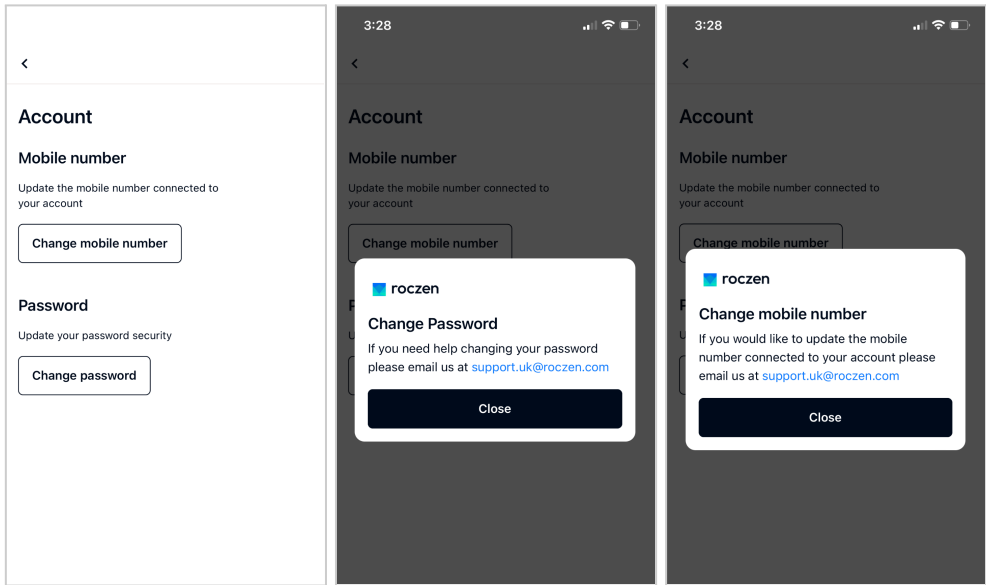 Account
Mobile number
Update the mobile number connected to
your account
Change mobile number
Password
Update your password security
Change password
3:28
Account
Mobile number
Update the mobile number connected to
your account
Change mobile number
P
U
roczen
Change Password
If you need help changing your password
please email us at support.uk@roczen.com
Close
3:28
Account
Mobile number
Update the mobile number connected to
your account
Change mobile number
P
U
roczen
Change mobile number
If you would like to update the mobile
number connected to your account please
email us at support.uk@roczen.com
Close